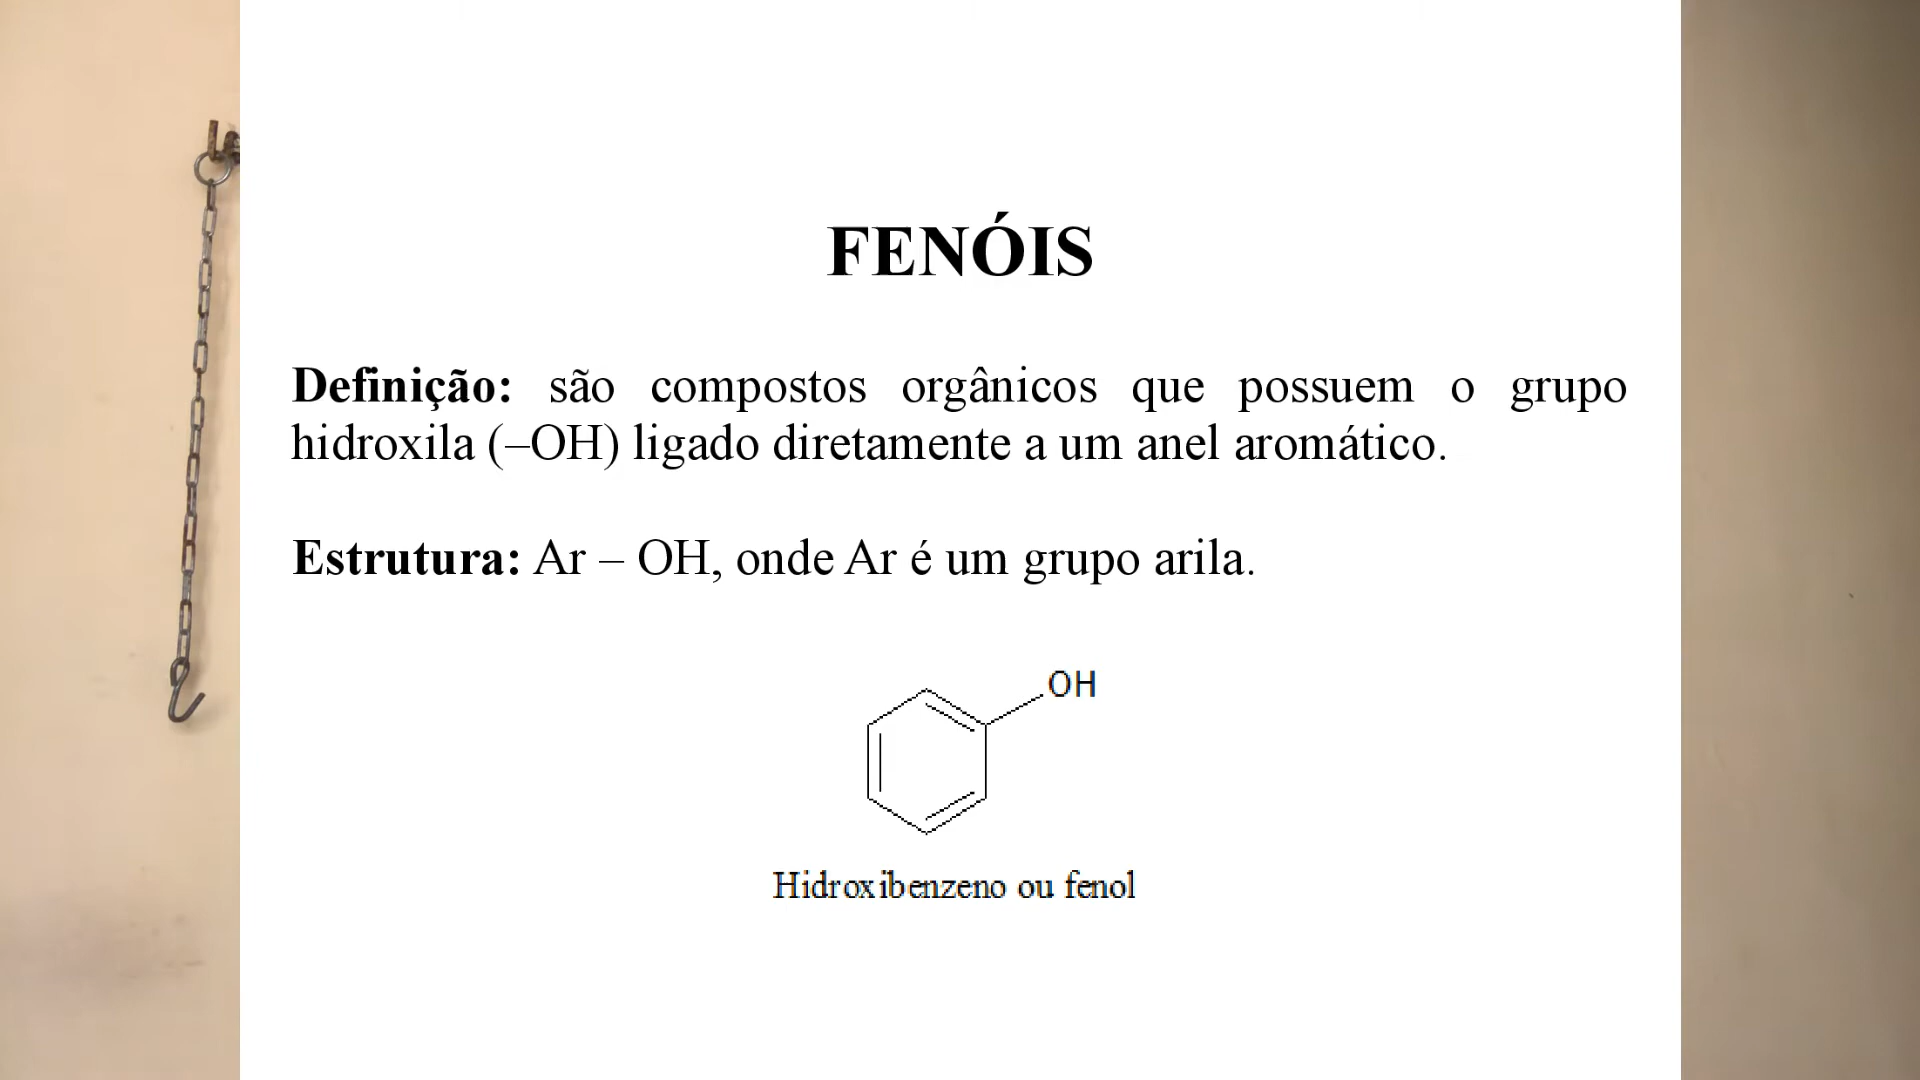 FENÓIS
Definição: são compostos orgânicos que possuem o grupo
hidroxila (–OH) ligado diretamente a um anel aromático.
Estrutura: Ar – OH, onde Ar é um grupo arila.
OH
Hidroxibenzeno ou fenol